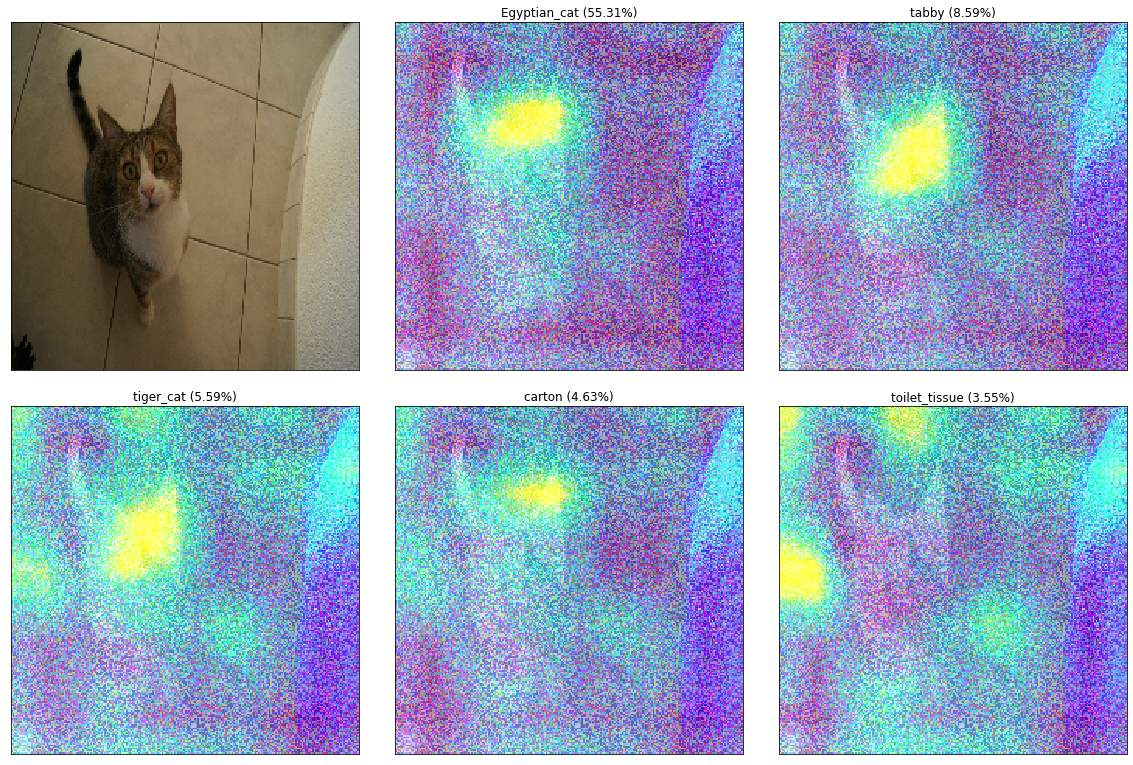 Egyptian_cat (55.31%)
tabby (8.59%)
tiger_cat (5.59%)
carton (4.63%)
toilet_tissue (3.55%)